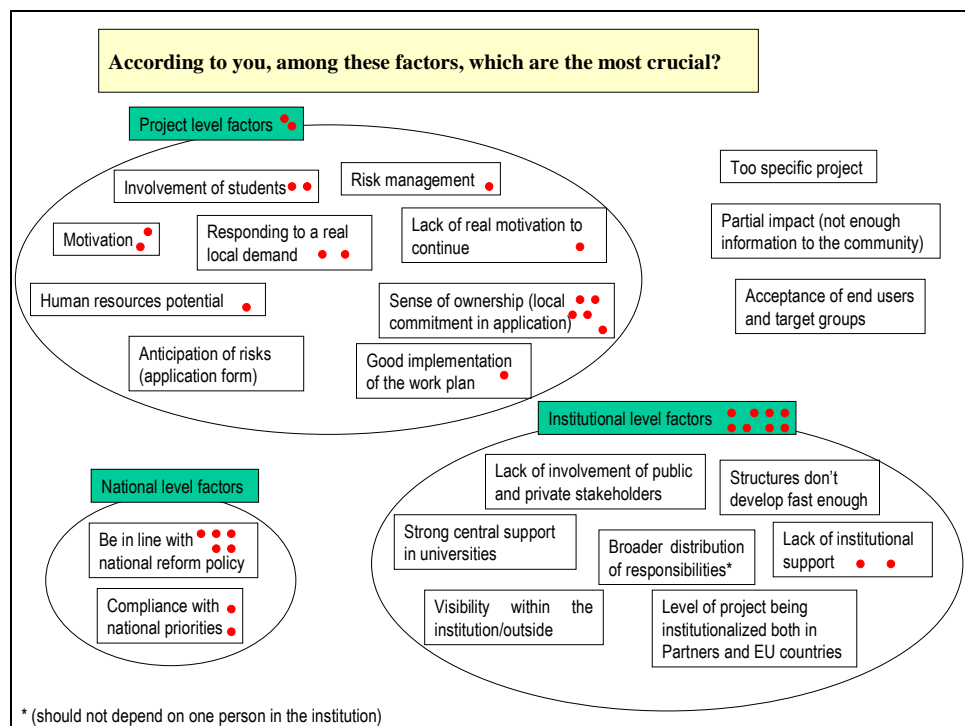 According to you, among these factors, which are the most crucial?
Project level factors
Involvement of students
Risk management
Motivation
Responding to a real
local demand
Lack of real motivation to
continue
Human resources potential
Sense of ownership (local
commitment in application)
Anticipation of risks
(application form)
Good implementation
of the work plan
Too specific project
Partial impact (not enough
information to the community)
Acceptance of end users
and target groups
Institutional level factors
Lack of involvement of public
and private stakeholders
Structures don't
develop fast enough
Strong central support
in universities
Broader distribution
of responsibilities*
Lack of institutional
support
Visibility within the
institution/outside
Level of project being
institutionalized both in
Partners and EU countries
National level factors
Be in line with
national reform
policy
Compliance with
national priorities
* (should not depend on one person in the institution)